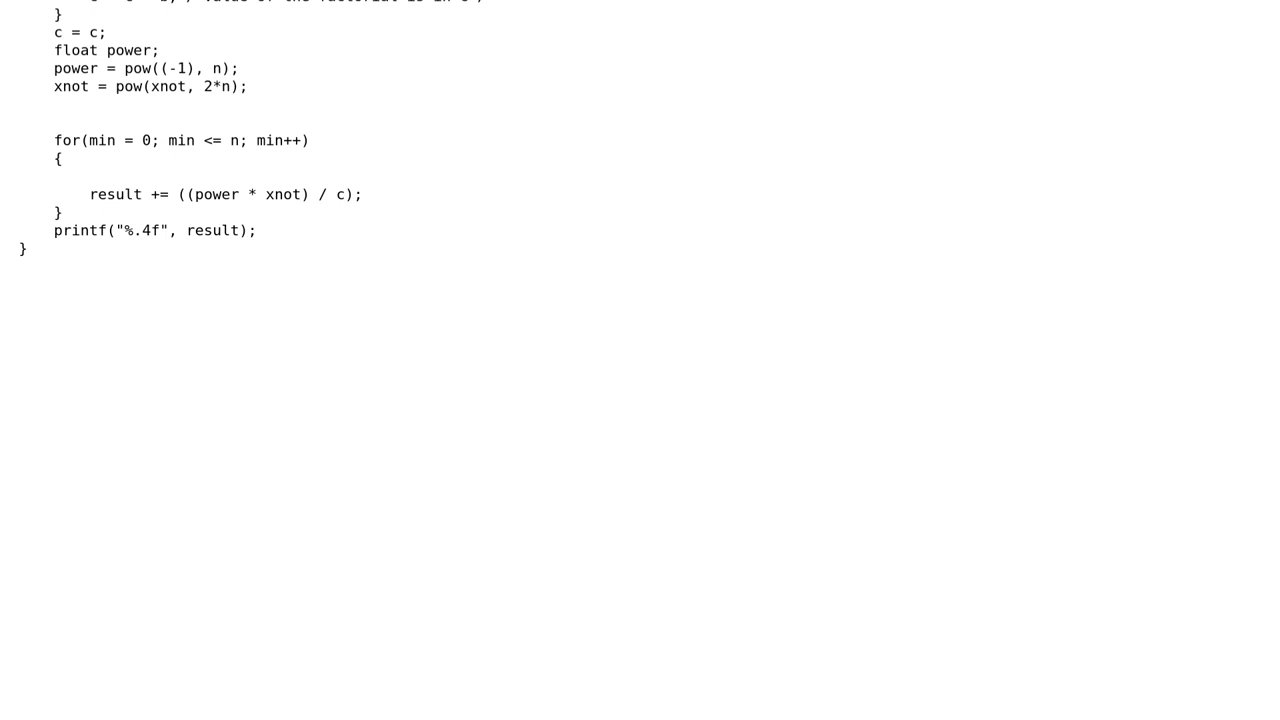 }
c = c;
float power;
power = pow((-1), n);
xnot = pow(xnot, 2*n);
for(min = 0; min <= n; min++)
{
result += ((power * xnot) / c);
}
printf("%.4f", result);
}